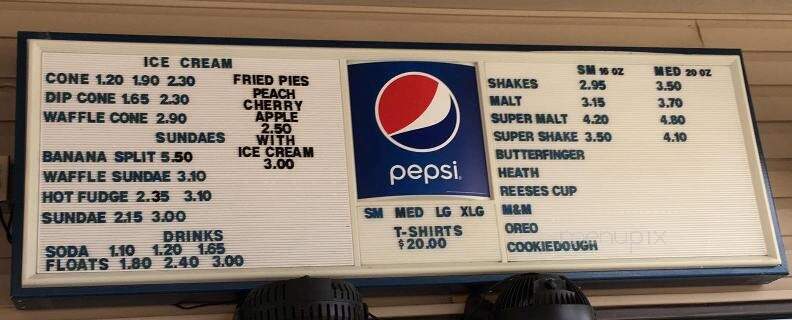 ICE CREAM
CONE 1.20 1.90 2.30
DIP CONE 1.65 2.30
WAFFLE CONE 2.90
SUNDAES
BANANA SPLIT 5.50
WAFFLE SUNDAE 3.10
HOT FUDGE 2.35 3.10
SUNDAE 2.15 3.00
DRINKS
SODA 1.10 1.20 1.65
FLOATS 1.80 2.40 3.00
FRIED PIES
PEACH
CHERRY
APPLE
2.50
WITH
ICE CREAM
3.00
pepsi
SM MED LG XLG
T-SHIRTS
$20.00
SM 16 OZ MED 20 OZ
SHAKES 2.95 3.50
MALT 3.15 3.70
SUPER MALT 4.20 4.80
SUPER SHAKE 3.50 4.10
BUTTERFINGER
HEATH
REESES CUP
M&M
OREO
COOKIEDOUGH
menupix